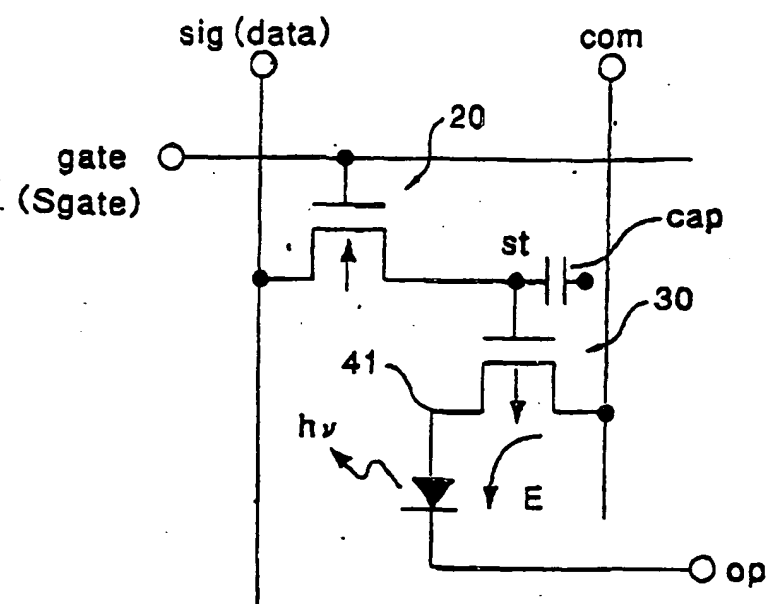 sig (data)
com
20
gate
(Sgate)
cap
st
30
41
hν
E
op